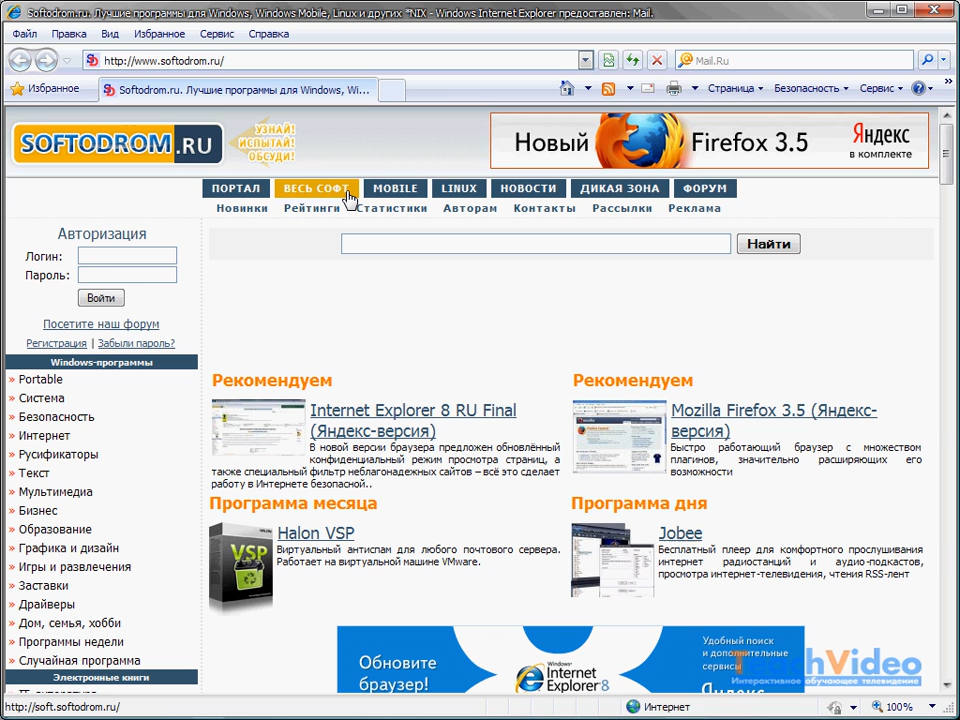 Softodrom.ru. Лучшие программы для Windows, Windows Mobile, Linux и других *NIX - Windows Internet Explorer предоставлен: Mail.
Файл Правка Вид Избранное Сервис Справка
http://www.softodrom.ru/ Mail.Ru
Избранное Softodrom.ru. Лучшие программы для Windows, Wi... Страница Безопасность Сервис
SOFTODROM.RU
УЗНАЙ!
ИСПЫТАЙ!
ОБСУДИ!
Новый Firefox 3.5 Яндекс
в комплекте
ПОРТАЛ ВЕСЬ СОФТ MOBILE LINUX НОВОСТИ ДИКАЯ ЗОНА ФОРУМ
Новинки Рейтинги Статистики Авторам Контакты Рассылки Реклама
Авторизация
Логин:
Пароль:
Войти
Посетите наш форум
Регистрация | Забыли пароль?
Найти
Windows-программы
» Portable
» Система
» Безопасность
» Интернет
» Русификаторы
» Текст
» Мультимедиа
» Бизнес
» Образование
» Графика и дизайн
» Игры и развлечения
» Заставки
» Драйверы
» Дом, семья, хобби
» Программы недели
» Случайная программа
Электронные книги
Рекомендуем
Internet Explorer 8 RU Final
(Яндекс-версия)
В новой версии браузера предложен обновлённый
конфиденциальный режим просмотра страниц, а
также специальный фильтр неблагонадежных сайтов – всё это сделает
работу в Интернете безопасной..
Рекомендуем
Mozilla Firefox 3.5 (Яндекс-
версия)
Быстро работающий браузер с множеством
плагинов, значительно расширяющих его
возможности
Программа месяца
VSP
Halon VSP
Виртуальный антиспам для любого почтового сервера.
Работает на виртуальной машине VMware.
Программа дня
Jobee
Бесплатный плеер для комфортного прослушивания
интернет радиостанций и аудио-подкастов,
просмотра интернет-телевидения, чтения RSS-лент
Обновите
браузер!
Windows
Internet
Explorer 8
Удобный поиск
и дополнительные
сервисы
Яндекс
TeachVideo
Интерактивное обучающее телевидение
http://soft.softodrom.ru/ Интернет 100%